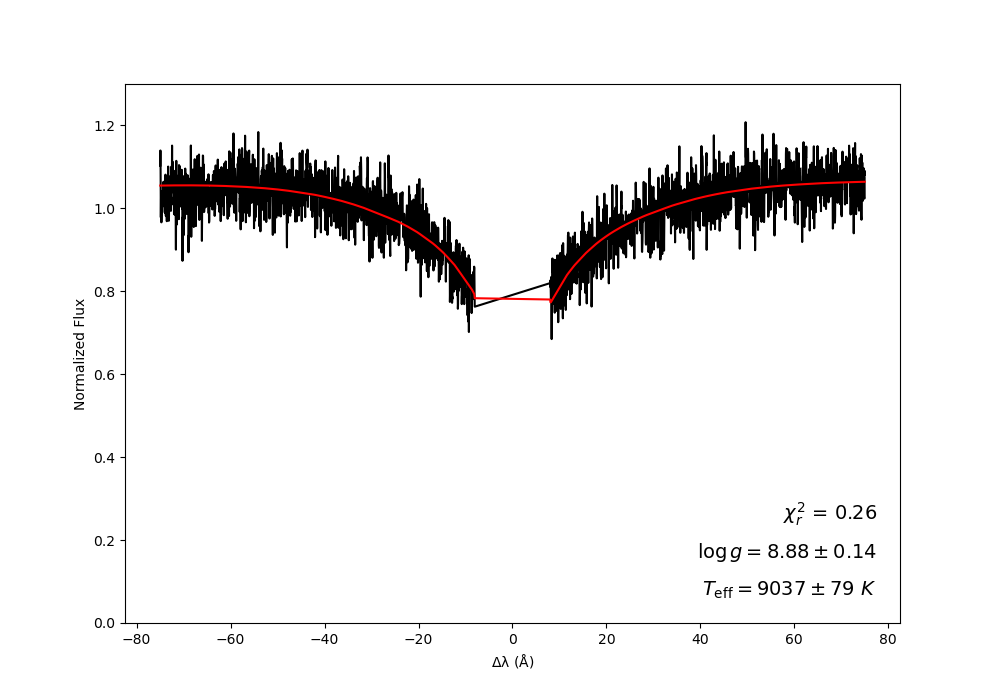 1.2
1.0
0.8
0.6
0.4
0.2
0.0
Normalized Flux
χ²ᵣ = 0.26
log g = 8.88 ± 0.14
T_eff = 9037 ± 79 K
−80 −60 −40 −20 0 20 40 60 80
Δλ (Å)